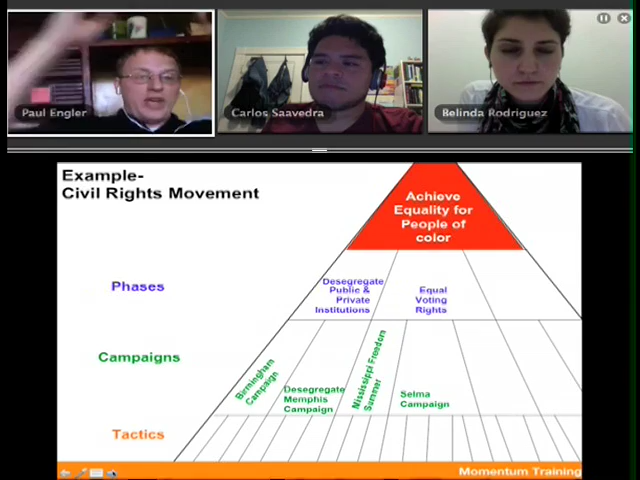 Paul Engler
Carlos Saavedra
Belinda Rodriguez
Example-
Civil Rights Movement
Achieve
Equality for
People of
color
Phases
Desegregate
Public &
Private
Institutions
Equal
Voting
Rights
Campaigns
Birmingham
Campaign
Desegregate
Memphis
Campaign
Mississippi Freedom
Summer
Selma
Campaign
Tactics
Momentum Training